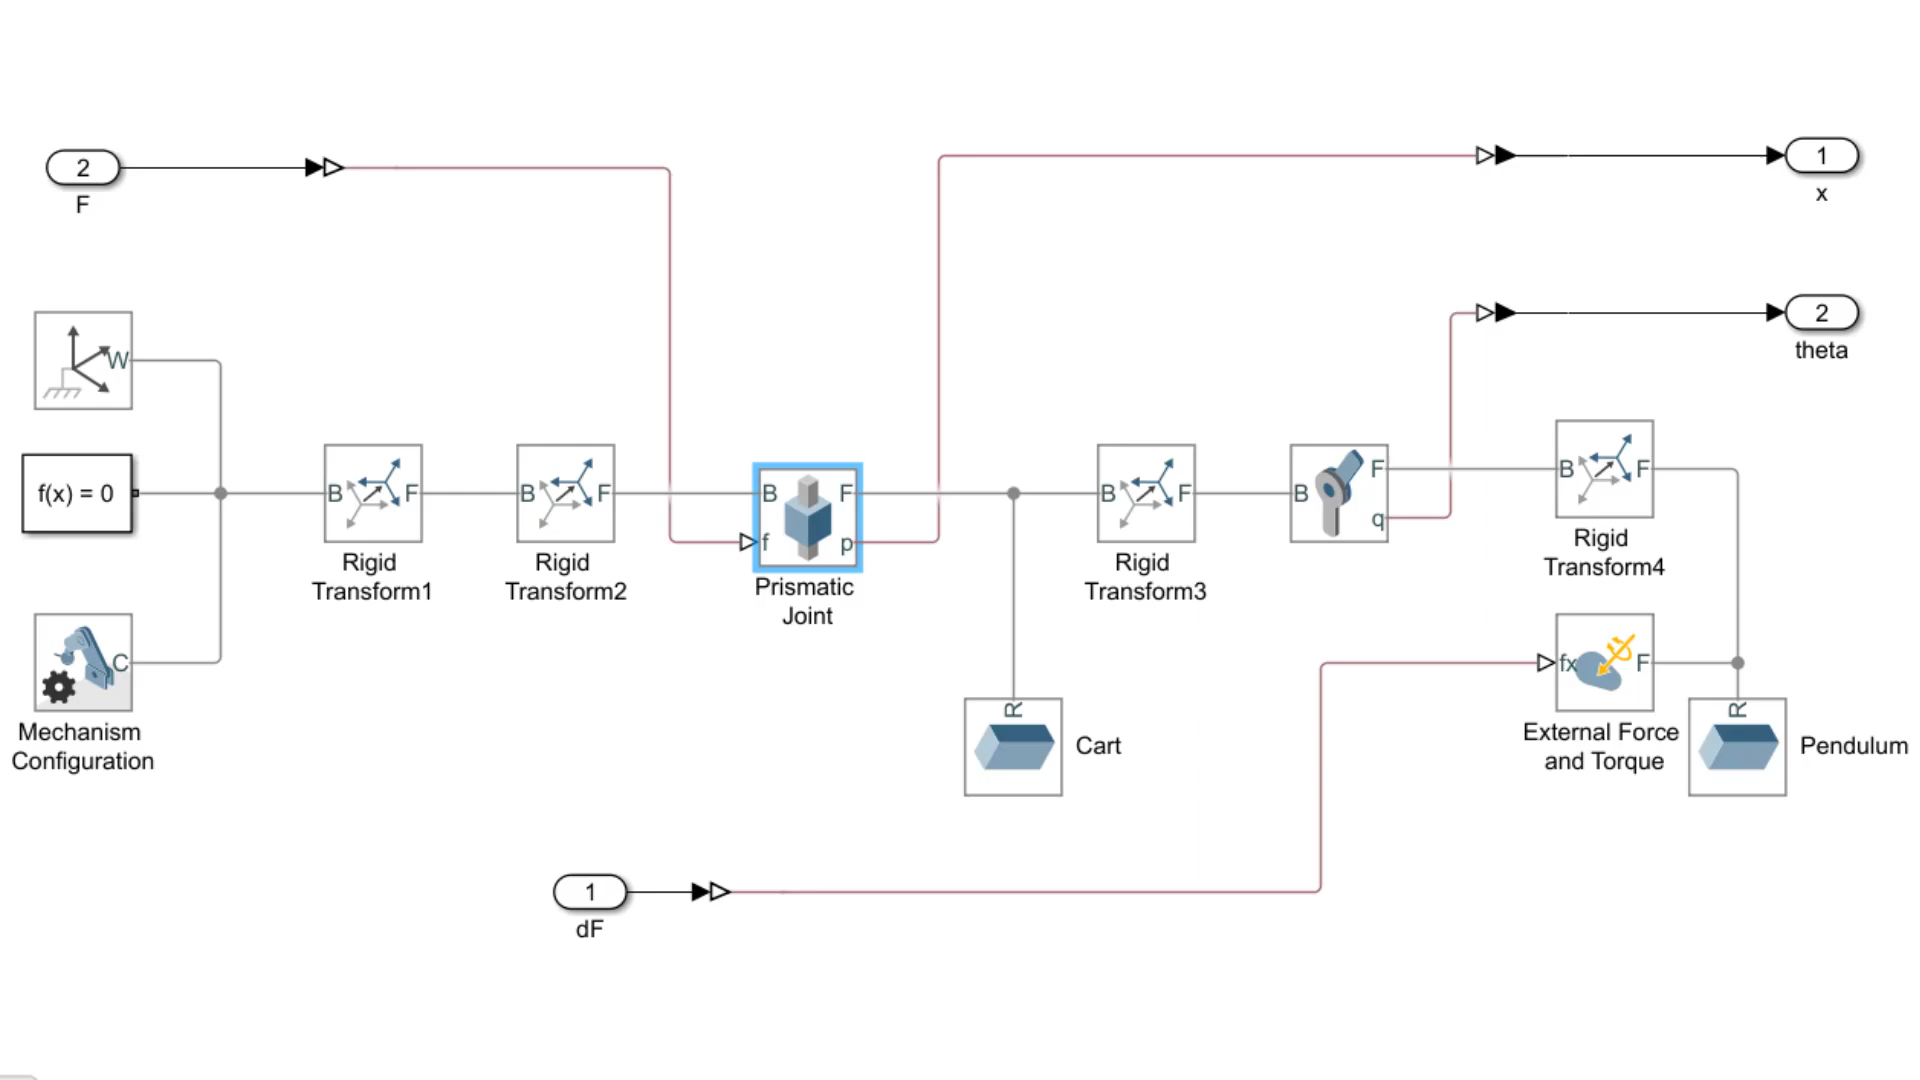 2
F
1
x
2
theta
W
f(x) = 0
C
Mechanism
Configuration
B
F
Rigid
Transform1
B
F
Rigid
Transform2
B
F
f
p
Prismatic
Joint
B
F
Rigid
Transform3
B
F
q
B
F
Rigid
Transform4
R
Cart
fx
F
External Force
and Torque
R
Pendulum
1
dF